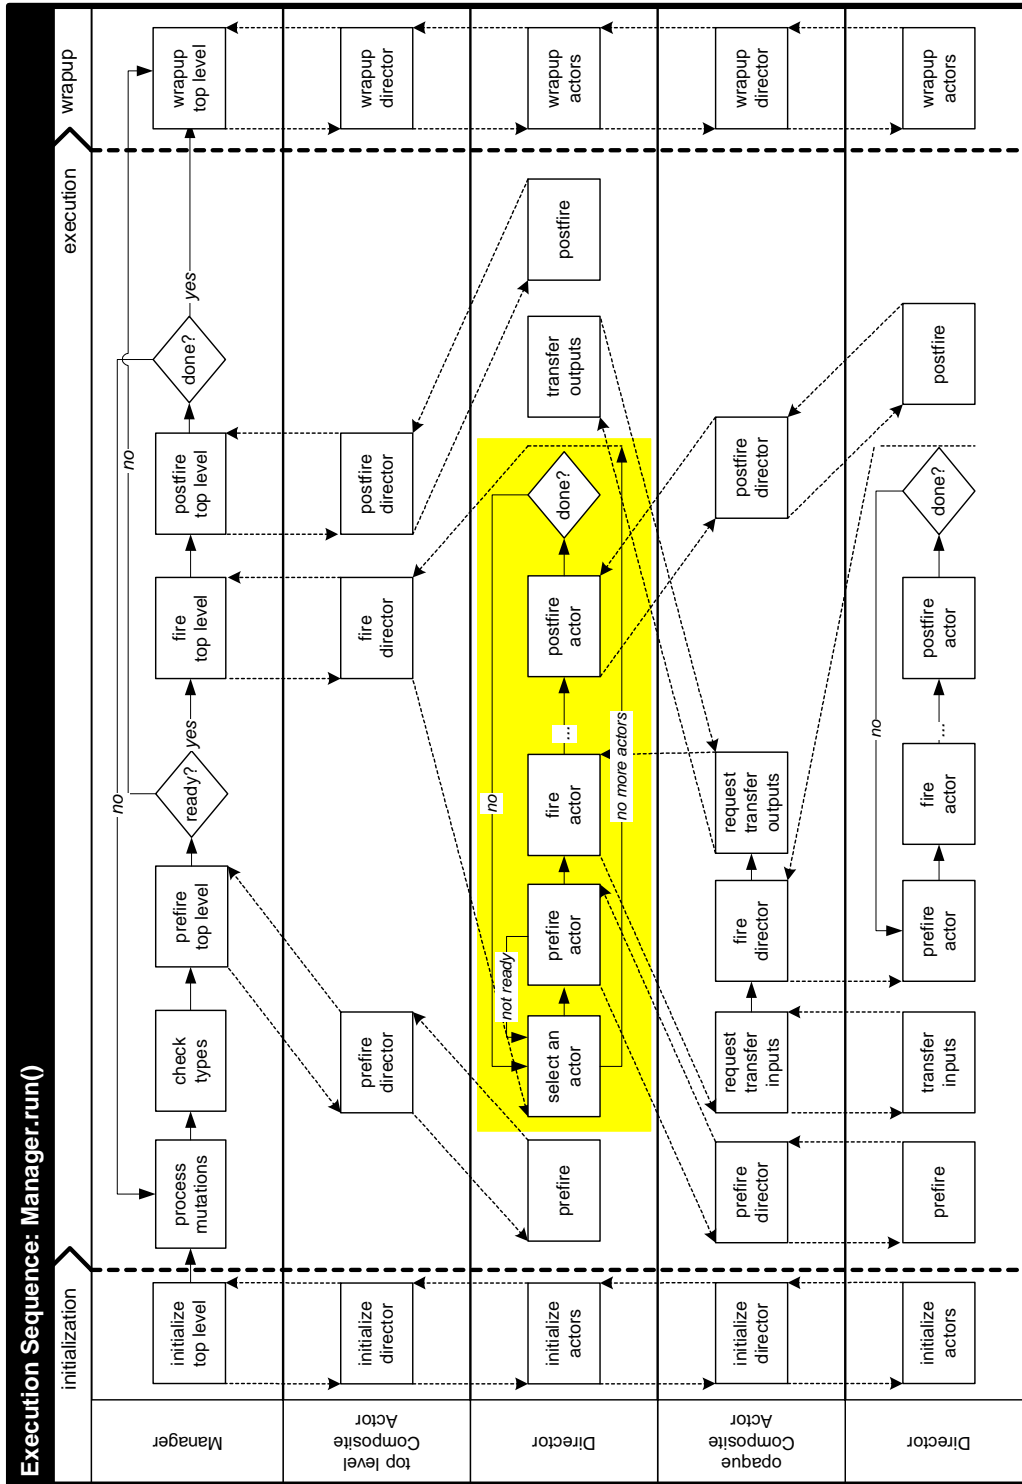 Execution Sequence: Manager.run()
initialization
execution
wrapup
Manager
initialize
top level
process
mutations
check
types
prefire
top level
ready?
yes
no
no
fire
top level
postfire
top level
done?
yes
wrapup
top level
top level
Composite
Actor
initialize
director
prefire
director
fire
director
postfire
director
wrapup
director
Director
initialize
actors
prefire
select an
actor
not ready
prefire
actor
fire
actor
...
postfire
actor
done?
no
no more actors
transfer
outputs
postfire
wrapup
actors
opaque
Composite
Actor
initialize
director
prefire
director
request
transfer
inputs
fire
director
request
transfer
outputs
postfire
director
wrapup
director
Director
initialize
actors
prefire
transfer
inputs
prefire
actor
fire
actor
...
postfire
actor
done?
no
postfire
wrapup
actors